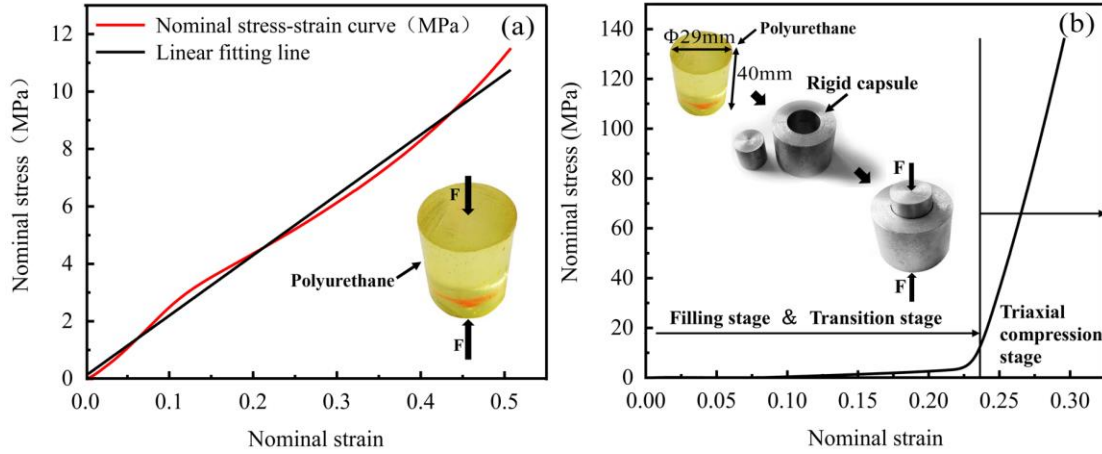 (a)
Nominal stress-strain curve（MPa）
Linear fitting line
12
10
8
6
4
2
0
Nominal stress（MPa）
0.0
0.1
0.2
0.3
0.4
0.5
Nominal strain
F
Polyurethane
F
(b)
Φ29mm
Polyurethane
40mm
Rigid capsule
F
F
Filling stage & Transition stage
Triaxial
compression
stage
140
120
100
80
60
40
20
0
Nominal stress (MPa)
0.00
0.05
0.10
0.15
0.20
0.25
0.30
Nominal strain